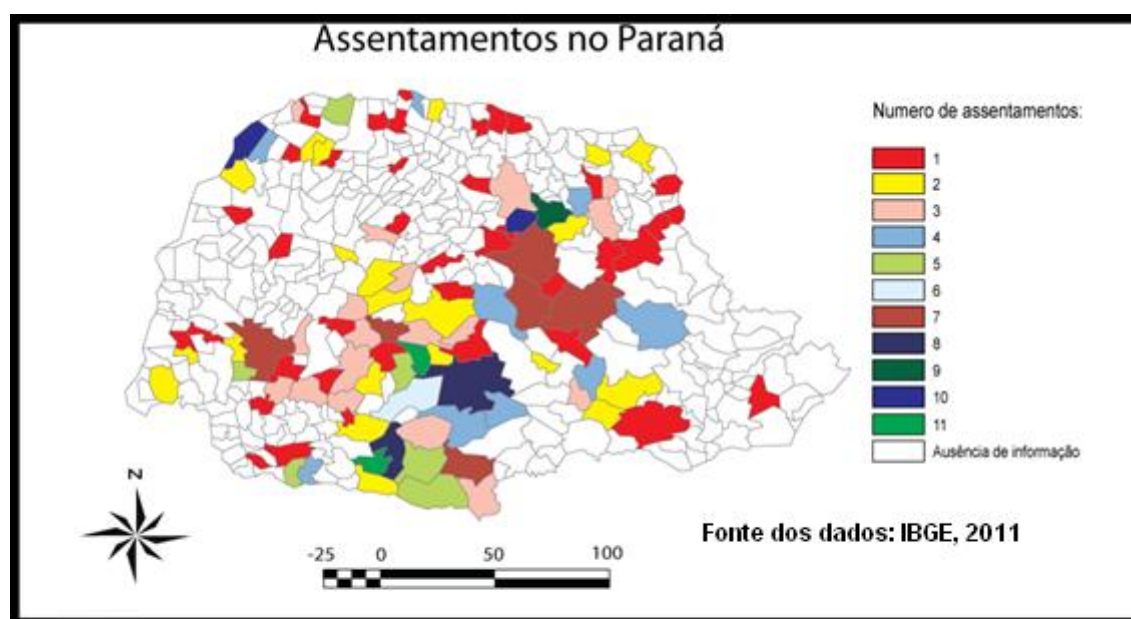 Assentamentos no Paraná
Numero de assentamentos:
1
2
3
4
5
6
7
8
9
10
11
Ausência de informação
N
Fonte dos dados: IBGE, 2011
-25 0 50 100